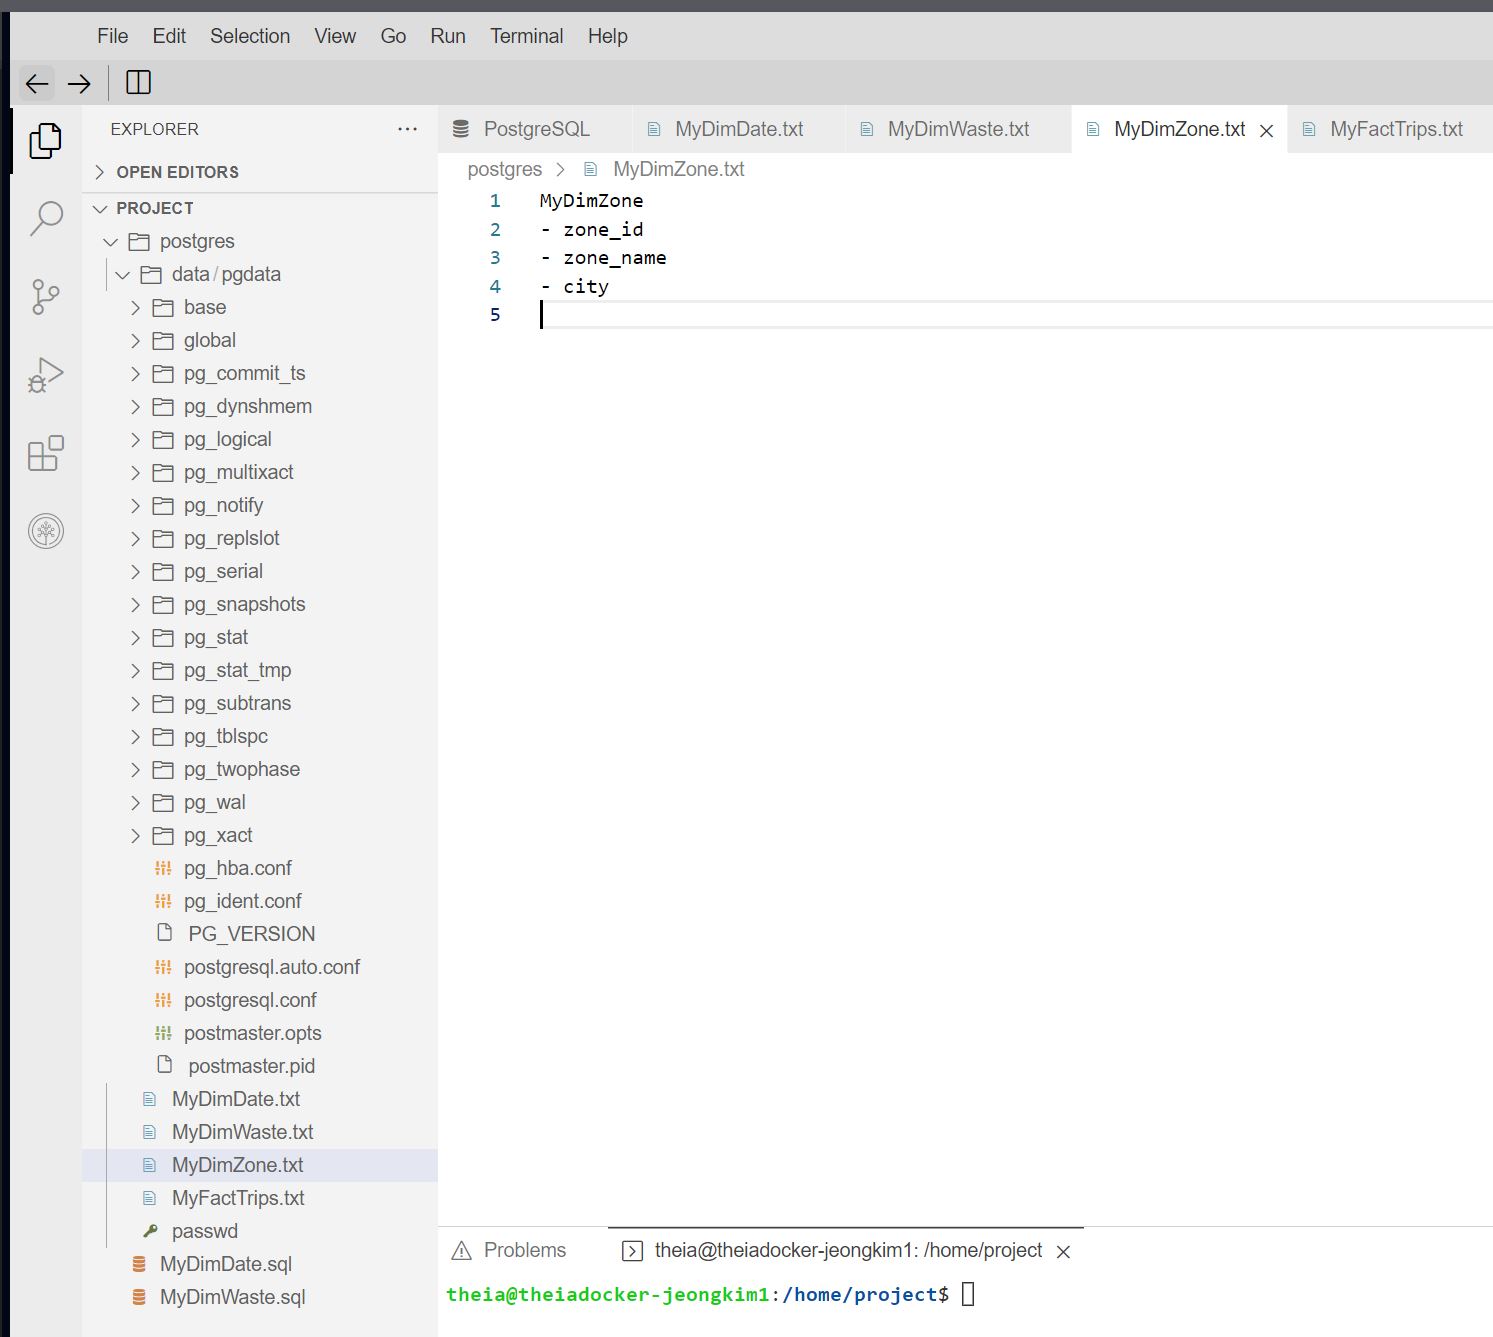 File Edit Selection View Go Run Terminal Help
EXPLORER
OPEN EDITORS
PROJECT
postgres
data/pgdata
base
global
pg_commit_ts
pg_dynshmem
pg_logical
pg_multixact
pg_notify
pg_replslot
pg_serial
pg_snapshots
pg_stat
pg_stat_tmp
pg_subtrans
pg_tblspc
pg_twophase
pg_wal
pg_xact
pg_hba.conf
pg_ident.conf
PG_VERSION
postgresql.auto.conf
postgresql.conf
postmaster.opts
postmaster.pid
MyDimDate.txt
MyDimWaste.txt
MyDimZone.txt
MyFactTrips.txt
passwd
MyDimDate.sql
MyDimWaste.sql
PostgreSQL MyDimDate.txt MyDimWaste.txt MyDimZone.txt MyFactTrips.txt
postgres > MyDimZone.txt
1 MyDimZone
2 - zone_id
3 - zone_name
4 - city
5
Problems theia@theiadocker-jeongkim1: /home/project
theia@theiadocker-jeongkim1:/home/project$